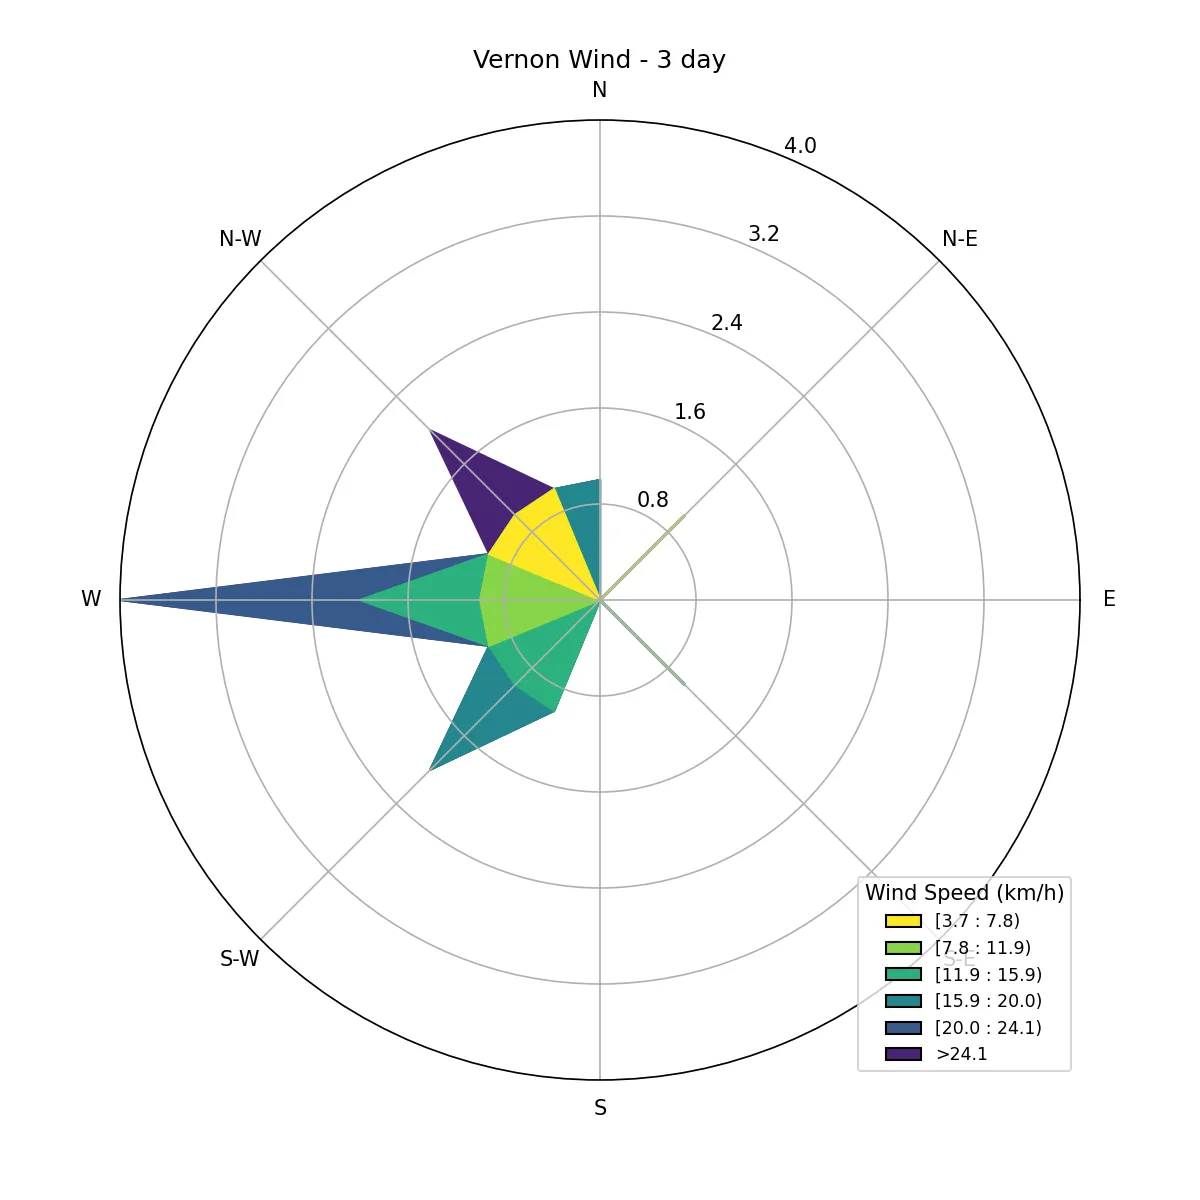 Vernon Wind - 3 day
N
4.0
N-W
N-E
3.2
2.4
1.6
0.8
W
E
S-W
S-E
S
Wind Speed (km/h)
[3.7 : 7.8)
[7.8 : 11.9)
[11.9 : 15.9)
[15.9 : 20.0)
[20.0 : 24.1)
>24.1